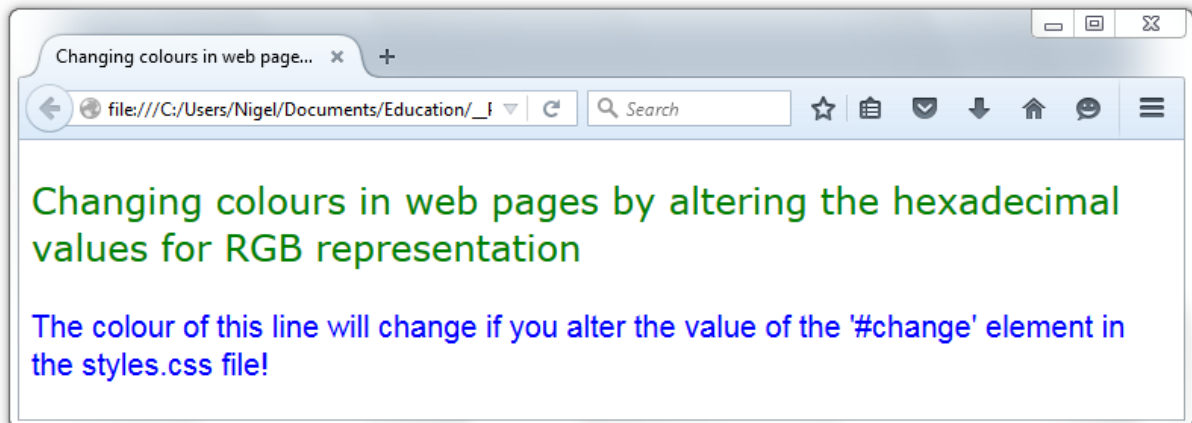 Changing colours in web page...
file:///C:/Users/Nigel/Documents/Education/__
Search
Changing colours in web pages by altering the hexadecimal
values for RGB representation
The colour of this line will change if you alter the value of the '#change' element in
the styles.css file!